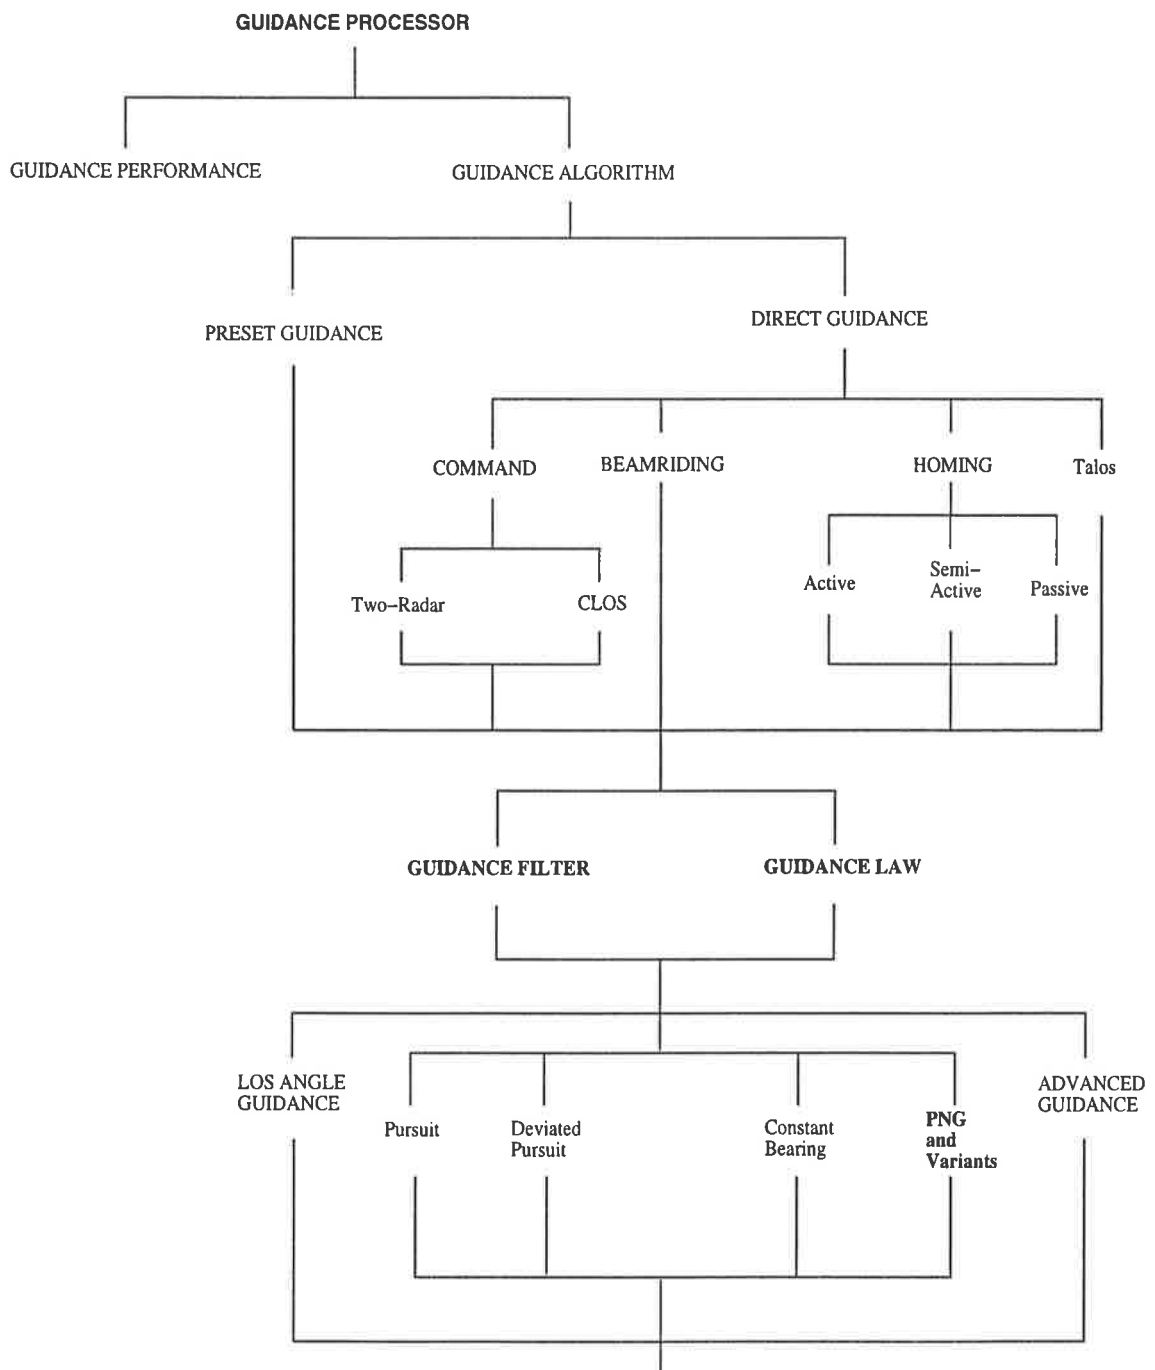 GUIDANCE PROCESSOR
GUIDANCE PERFORMANCE
GUIDANCE ALGORITHM
PRESET GUIDANCE
DIRECT GUIDANCE
COMMAND
BEAMRIDING
HOMING
Talos
Two-Radar
CLOS
Active
Semi-
Active
Passive
GUIDANCE FILTER
GUIDANCE LAW
LOS ANGLE
GUIDANCE
Pursuit
Deviated
Pursuit
Constant
Bearing
PNG
and
Variants
ADVANCED
GUIDANCE